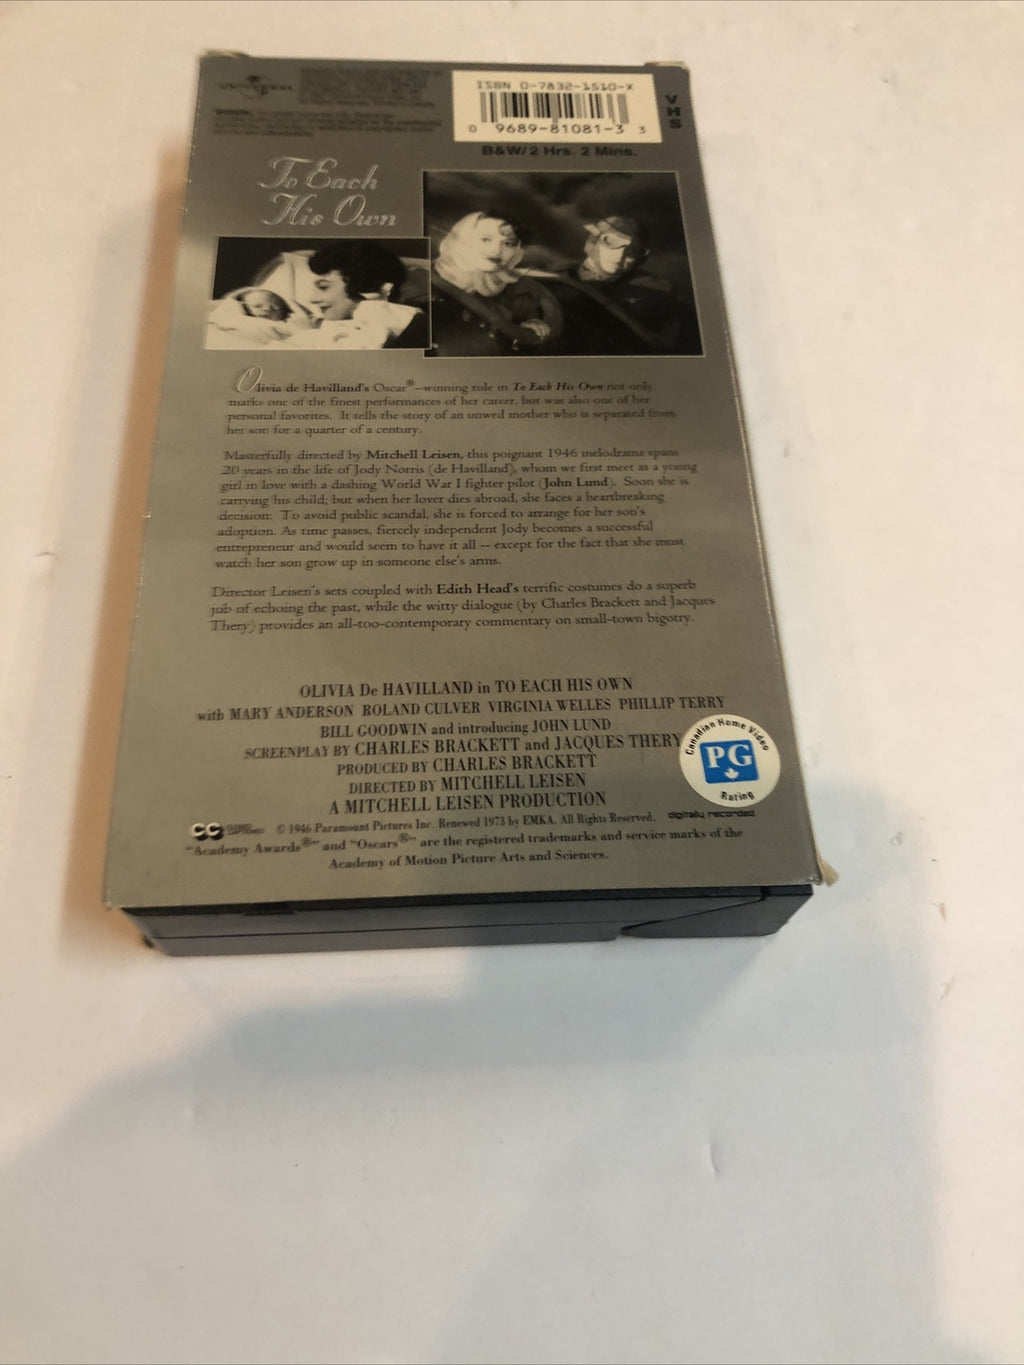 UNIVERSAL
ISBN 0-7832-1510-X
0 9689-81081-3 3
VHS
WARNING:
B&W/2 Hrs. 2 Mins.
To Each
His Own
Olivia de Havilland's Oscar®-winning role in To Each His Own not only
marks one of the finest performances of her career, but was also one of her
personal favorites. It tells the story of an unwed mother who is separated from
her son for a quarter of a century.
Masterfully directed by Mitchell Leisen, this poignant 1946 melodrama spans
20 years in the life of Jody Norris (de Havilland), whom we first meet as a young
girl in love with a dashing World War I fighter pilot (John Lund). Soon she is
carrying his child; but when her lover dies abroad, she faces a heartbreaking
decision: To avoid public scandal, she is forced to arrange for her son's
adoption. As time passes, fiercely independent Jody becomes a successful
entrepreneur and would seem to have it all -- except for the fact that she must
watch her son grow up in someone else's arms.
Director Leisen's sets coupled with Edith Head's terrific costumes do a superb
job of echoing the past, while the witty dialogue (by Charles Brackett and Jacques
Thery) provides an all-too-contemporary commentary on small-town bigotry.
OLIVIA De HAVILLAND in TO EACH HIS OWN
with MARY ANDERSON ROLAND CULVER VIRGINIA WELLES PHILLIP TERRY
BILL GOODWIN and introducing JOHN LUND
SCREENPLAY BY CHARLES BRACKETT and JACQUES THERY
PRODUCED BY CHARLES BRACKETT
DIRECTED BY MITCHELL LEISEN
A MITCHELL LEISEN PRODUCTION
Canadian Home Video
PG
Rating
digitally recorded
CC CLOSED CAPTIONED © 1946 Paramount Pictures Inc. Renewed 1973 by EMKA. All Rights Reserved.
"Academy Awards®" and "Oscars®" are the registered trademarks and service marks of the
Academy of Motion Picture Arts and Sciences.